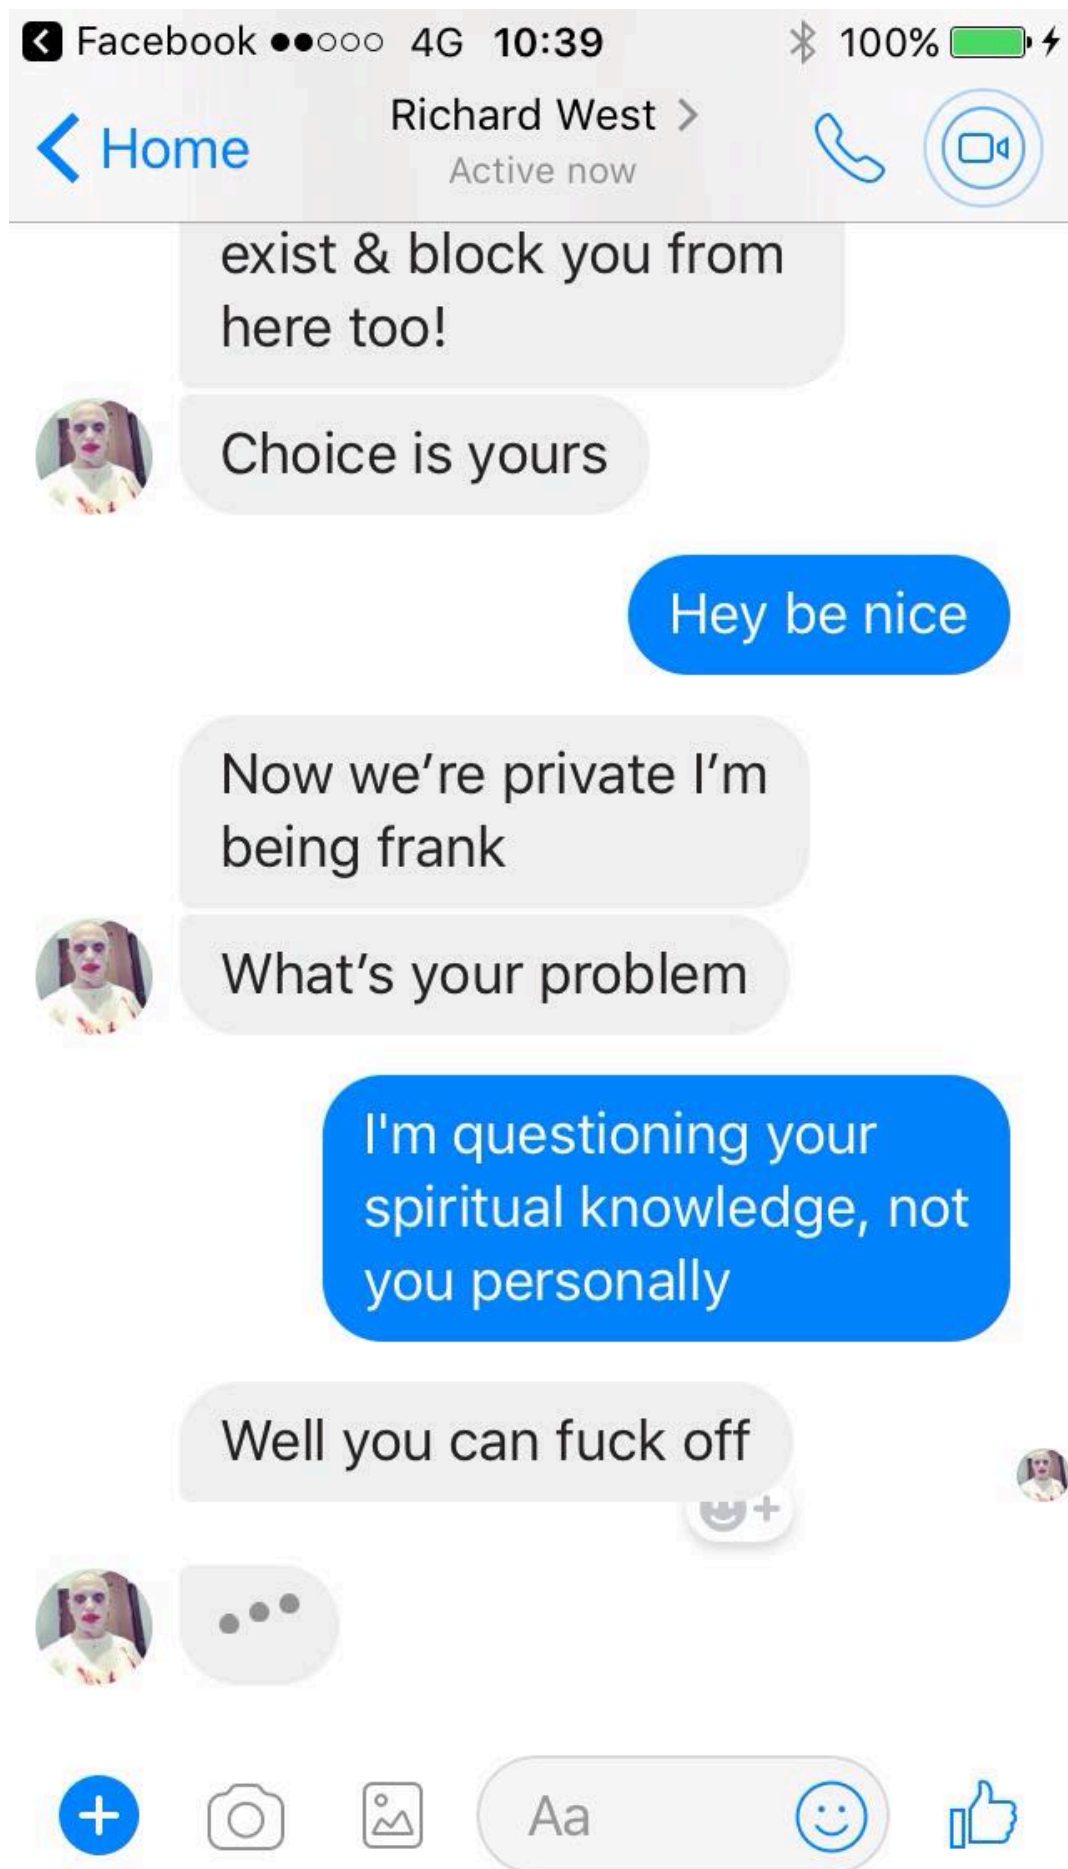 Facebook 4G 10:39 100%
Home
Richard West
Active now
exist & block you from
here too!
Choice is yours
Hey be nice
Now we’re private I’m
being frank
What’s your problem
I'm questioning your
spiritual knowledge, not
you personally
Well you can fuck off
Aa